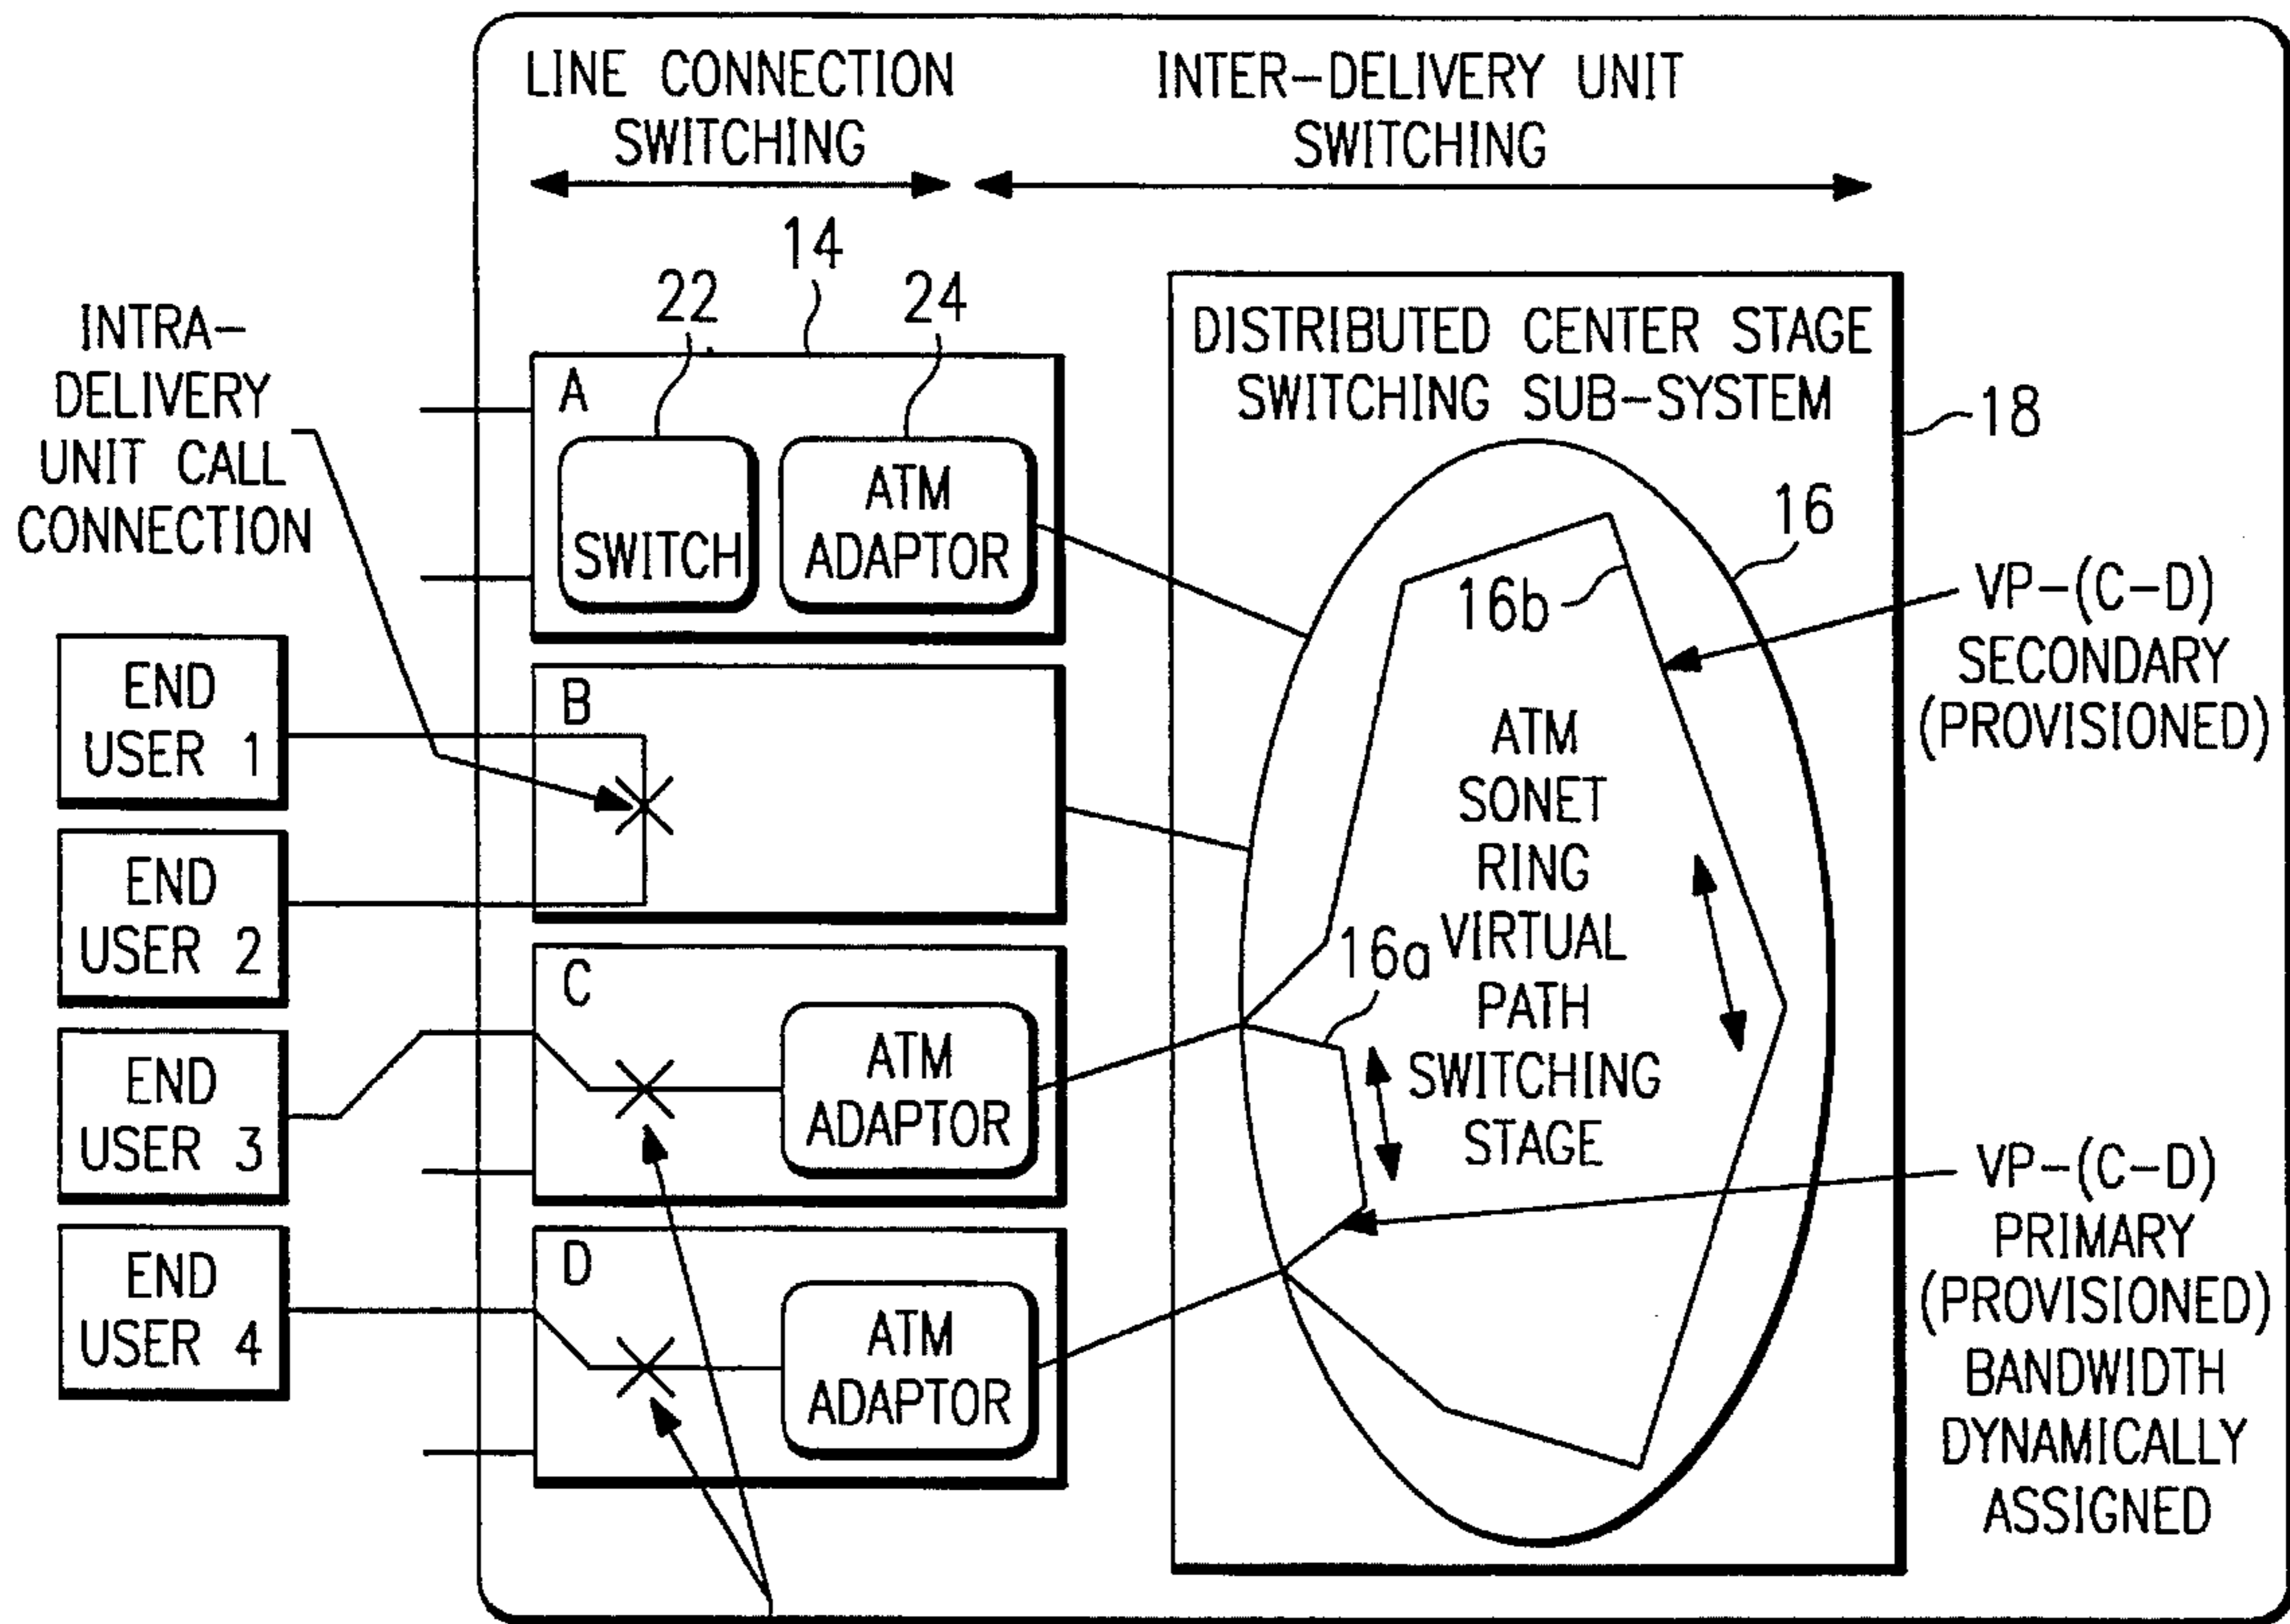 LINE CONNECTION
SWITCHING
INTER-DELIVERY UNIT
SWITCHING
14
22
24
INTRA-
DELIVERY
UNIT CALL
CONNECTION
A
SWITCH
ATM
ADAPTOR
DISTRIBUTED CENTER STAGE
SWITCHING SUB-SYSTEM
18
16
16b
VP-(C-D)
SECONDARY
(PROVISIONED)
END
USER 1
B
END
USER 2
ATM
SONET
RING
VIRTUAL
PATH
SWITCHING
STAGE
16a
END
USER 3
C
ATM
ADAPTOR
VP-(C-D)
PRIMARY
(PROVISIONED)
BANDWIDTH
DYNAMICALLY
ASSIGNED
END
USER 4
D
ATM
ADAPTOR